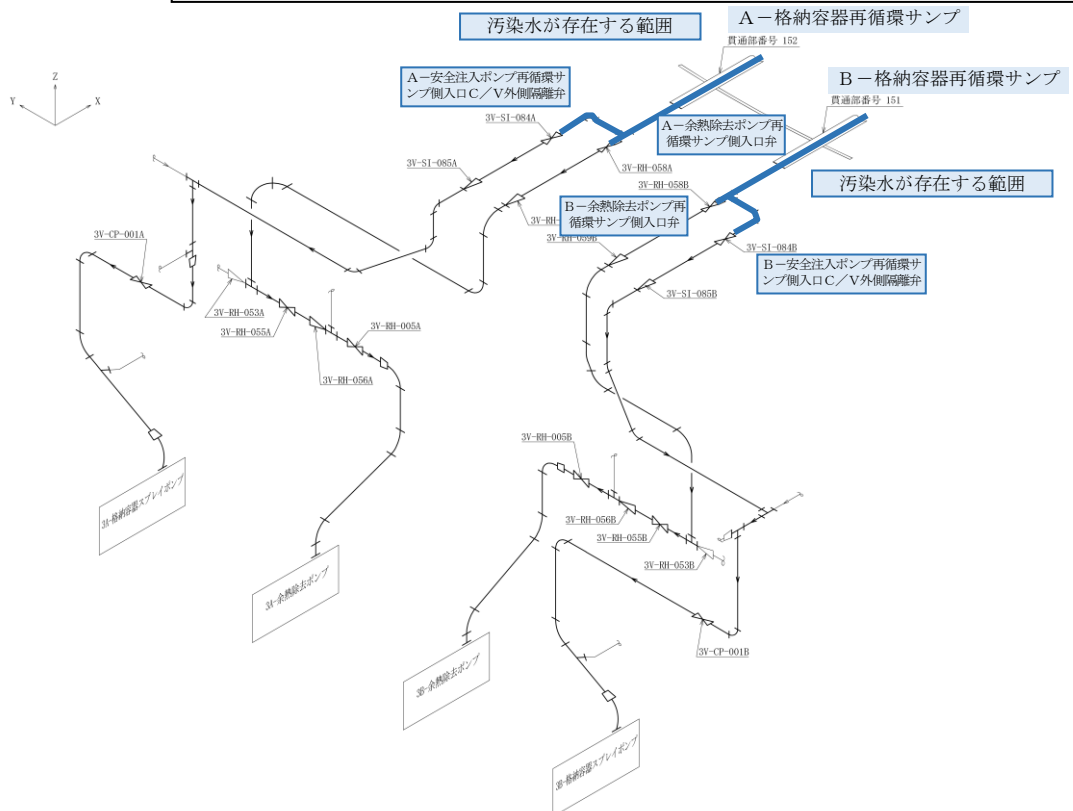 汚染水が存在する範囲
A－格納容器再循環サンプ
貫通部番号 152
A－安全注入ポンプ再循環サ
ンプ側入口C／V外側隔離弁
B－格納容器再循環サンプ
貫通部番号 151
Z
Y
X
3V-SI-084A
A－余熱除去ポンプ再
循環サンプ側入口弁
3V-SI-085A
3V-RH-058A
3V-RH-058B
汚染水が存在する範囲
B－余熱除去ポンプ再
循環サンプ側入口弁
3V-RH-059B
3V-SI-084B
B－安全注入ポンプ再循環サ
ンプ側入口C／V外側隔離弁
3V-SI-085B
3V-CP-001A
3V-RH-053A
3V-RH-055A
3V-RH-005A
3V-RH-056A
3V-RH-005B
3V-RH-056B
3V-RH-055B
3V-RH-053B
3V-CP-001B
3A-格納容器スプレイポンプ
3A-余熱除去ポンプ
3B-余熱除去ポンプ
3B-格納容器スプレイポンプ